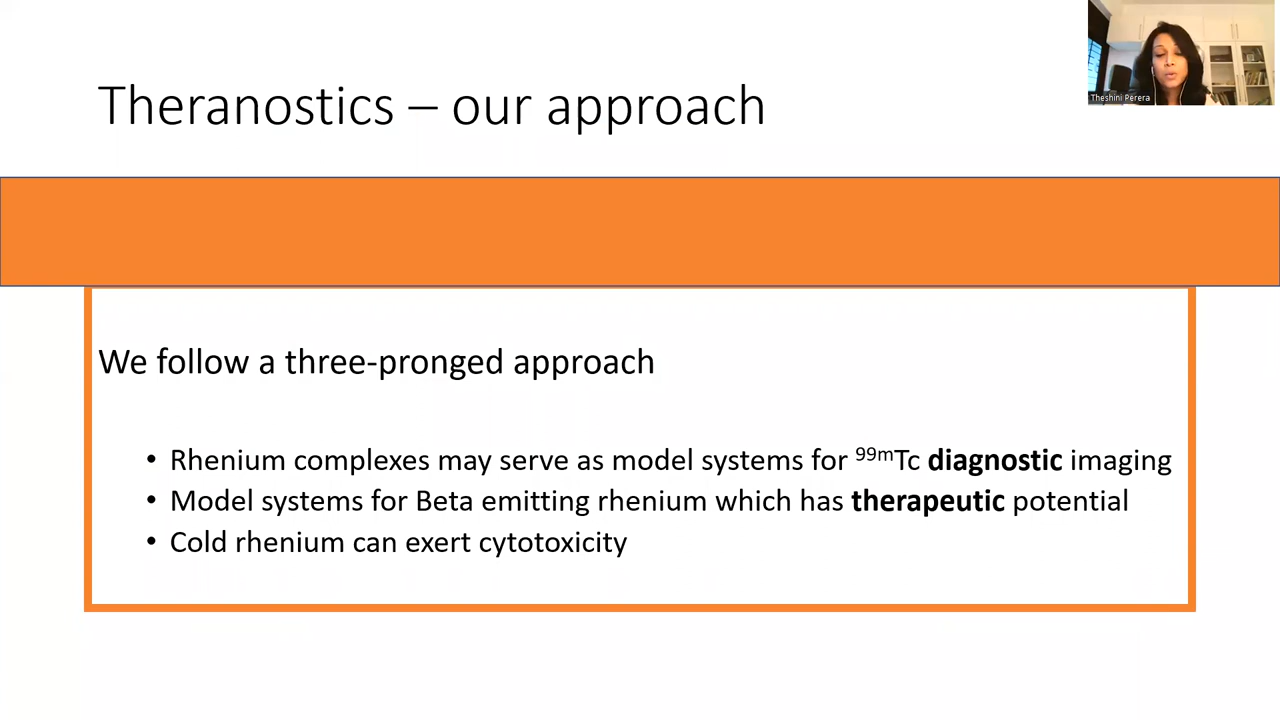 Theranostics – our approach
Theshini Perera
We follow a three-pronged approach
• Rhenium complexes may serve as model systems for ⁹⁹ᵐTc diagnostic imaging
• Model systems for Beta emitting rhenium which has therapeutic potential
• Cold rhenium can exert cytotoxicity